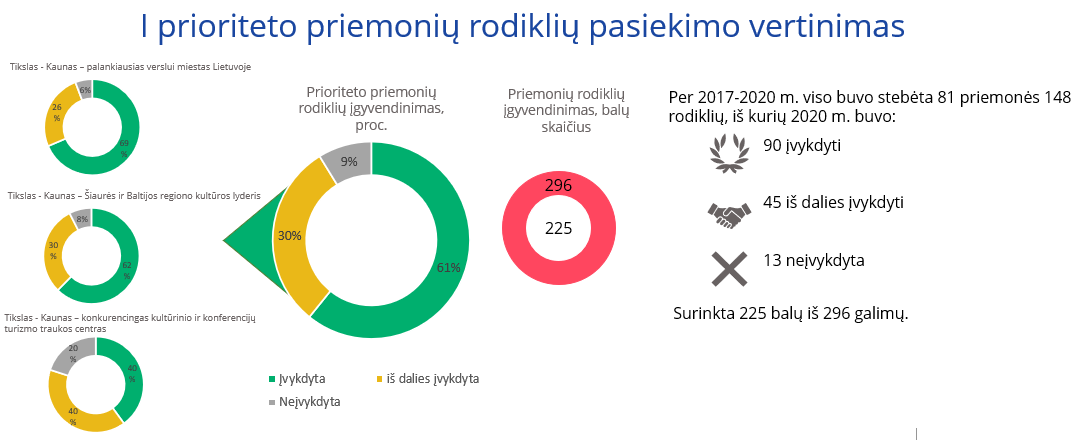 I prioriteto priemonių rodiklių pasiekimo vertinimas
Tikslas - Kaunas – palankiausias verslui miestas Lietuvoje
6%
26
%
69
%
Tikslas - Kaunas – Šiaurės ir Baltijos regiono kultūros lyderis
8%
30
%
62
%
Tikslas - Kaunas – konkurencingas kultūrinio ir konferencijų
turizmo traukos centras
20
%
40
%
40
%
Prioriteto priemonių
rodiklių įgyvendinimas,
proc.
9%
30%
61%
Įvykdyta
iš dalies įvykdyta
Neįvykdyta
Priemonių rodiklių
įgyvendinimas, balų
skaičius
296
225
Per 2017-2020 m. viso buvo stebėta 81 priemonės 148
rodiklių, iš kurių 2020 m. buvo:
90 įvykdyti
45 iš dalies įvykdyti
13 neįvykdyta
Surinkta 225 balų iš 296 galimų.